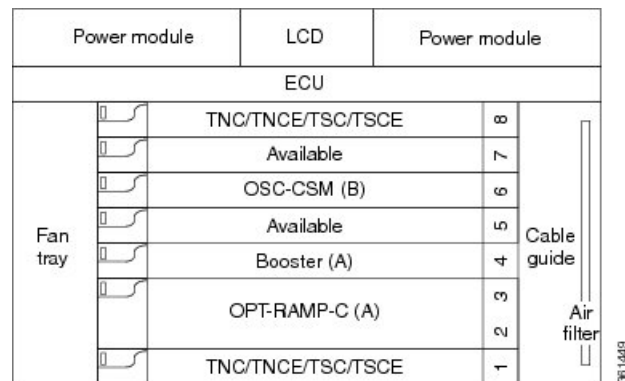 Power module
LCD
Power module
ECU
TNC/TNCE/TSC/TSCE
8
Available
7
OSC-CSM (B)
6
Available
5
Booster (A)
4
OPT-RAMP-C (A)
3
2
TNC/TNCE/TSC/TSCE
1
Fan
tray
Cable
guide
Air
filter
361449